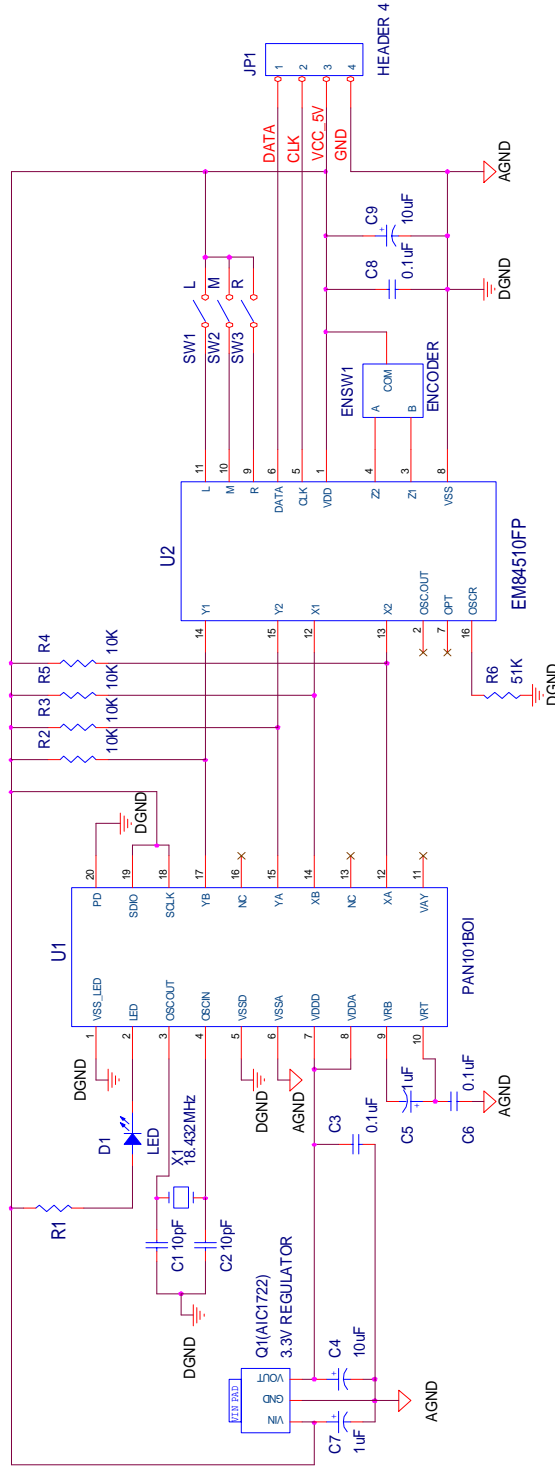 R1
D1
LED
C1 10pF
C2 10pF
X1
18.432MHz
DGND
Q1(AIC1722)
3.3V REGULATOR
VIN PAD
VIN
GND
VOUT
C7
1uF
C4
10uF
AGND
C3
0.1uF
U1
PAN101BOI
1
VSS_LED
2
LED
3
OSCOUT
4
OSCIN
5
VSSD
6
VSSA
7
VDDD
8
VDDA
9
VRB
10
VRT
20
PD
19
SDIO
18
SCLK
17
YB
16
NC
15
YA
14
XB
13
NC
12
XA
11
VAY
DGND
DGND
AGND
C5
1uF
C6
0.1uF
AGND
DGND
R2
10K
R3
10K
R5
10K
R4
10K
U2
EM84510FP
14
Y1
15
Y2
12
X1
13
X2
2
OSC.OUT
7
OPT
16
OSCR
R6
51K
DGND
11
L
10
M
9
R
6
DATA
5
CLK
1
VDD
4
Z2
3
Z1
8
VSS
SW1
L
SW2
M
SW3
R
ENSW1
A
B
COM
ENCODER
C8
0.1uF
C9
10uF
DGND
AGND
DATA
CLK
VCC_5V
GND
JP1
1
2
3
4
HEADER 4